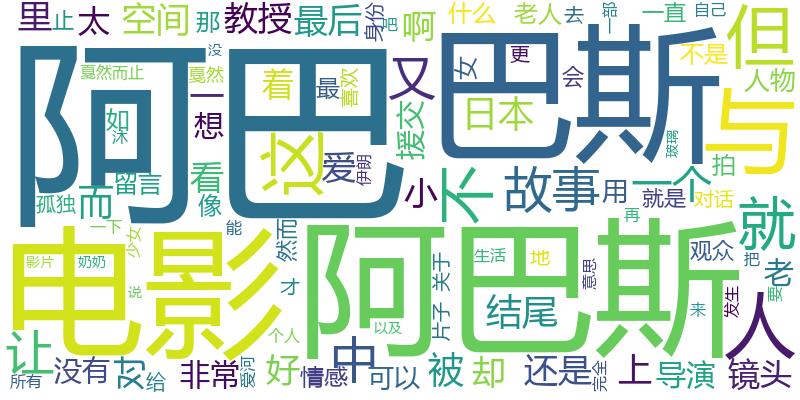 里
止
太
空间
那
教授
最后
身份
吧
啊
什么
老人
去
一直
自己
但
戛然而止
戛然
没
阿巴
巴斯
又
女
更
会
不是
人物
与
一
想
着
最
喜欢
援交
日本
如
沐
这
爱
伊朗
玻璃
拍
孤独
而
留言
看
像
小
不
故事
用
一个
就是
对话
就
一下
少女
能
然而
再
电影
阿巴斯
影片
奶奶
说
才
片子
关于
生活
地
结尾
意思
观众
把
老
要
来
发生
人
个人
以及
让
所有
没有
对
给
非常
爱河
好
情感
中
可以
被
却
还是
完全
上
导演
镜头